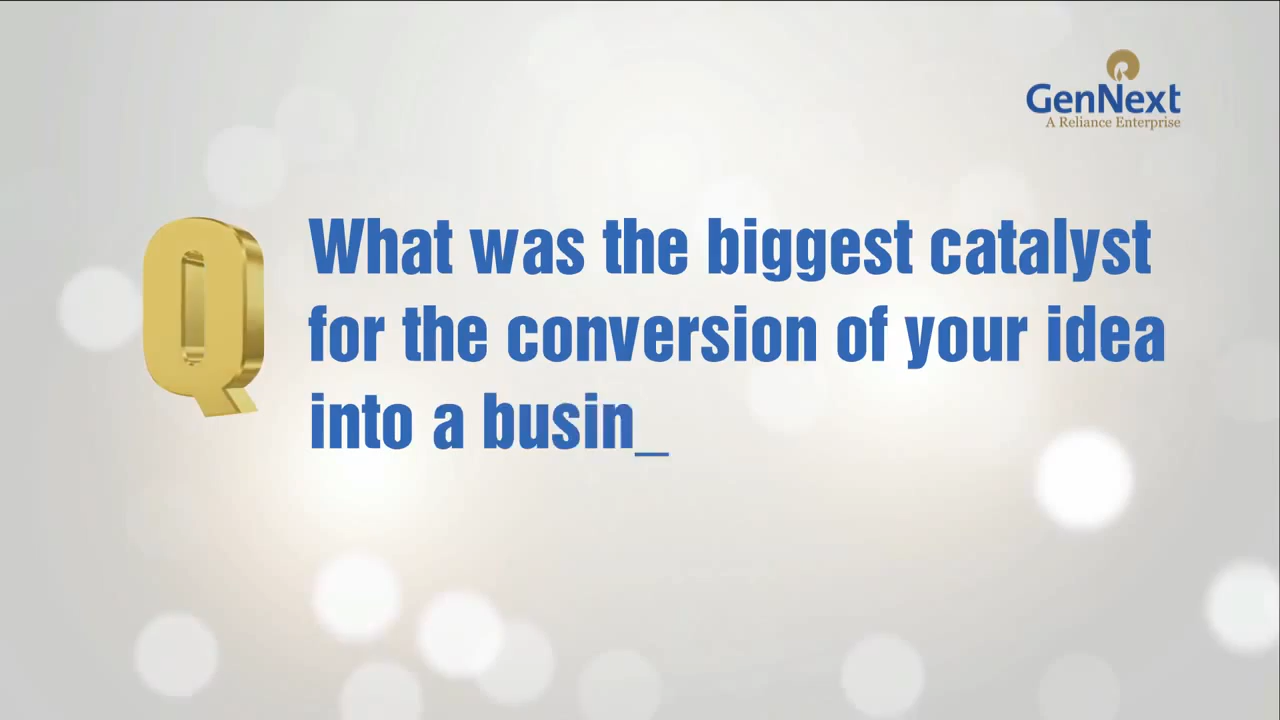 GenNext
A Reliance Enterprise
Q
What was the biggest catalyst
for the conversion of your idea
into a busin_